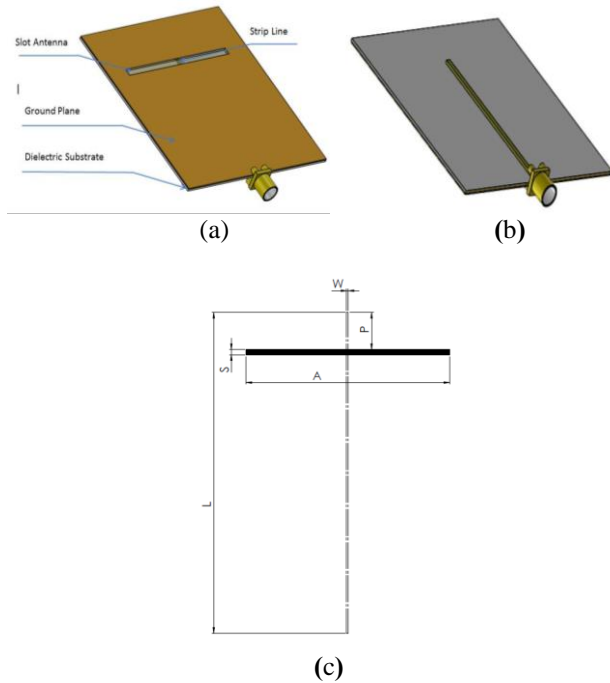 Slot Antenna
Strip Line
Ground Plane
Dielectric Substrate
(a)
(b)
W
P
S
A
L
(c)